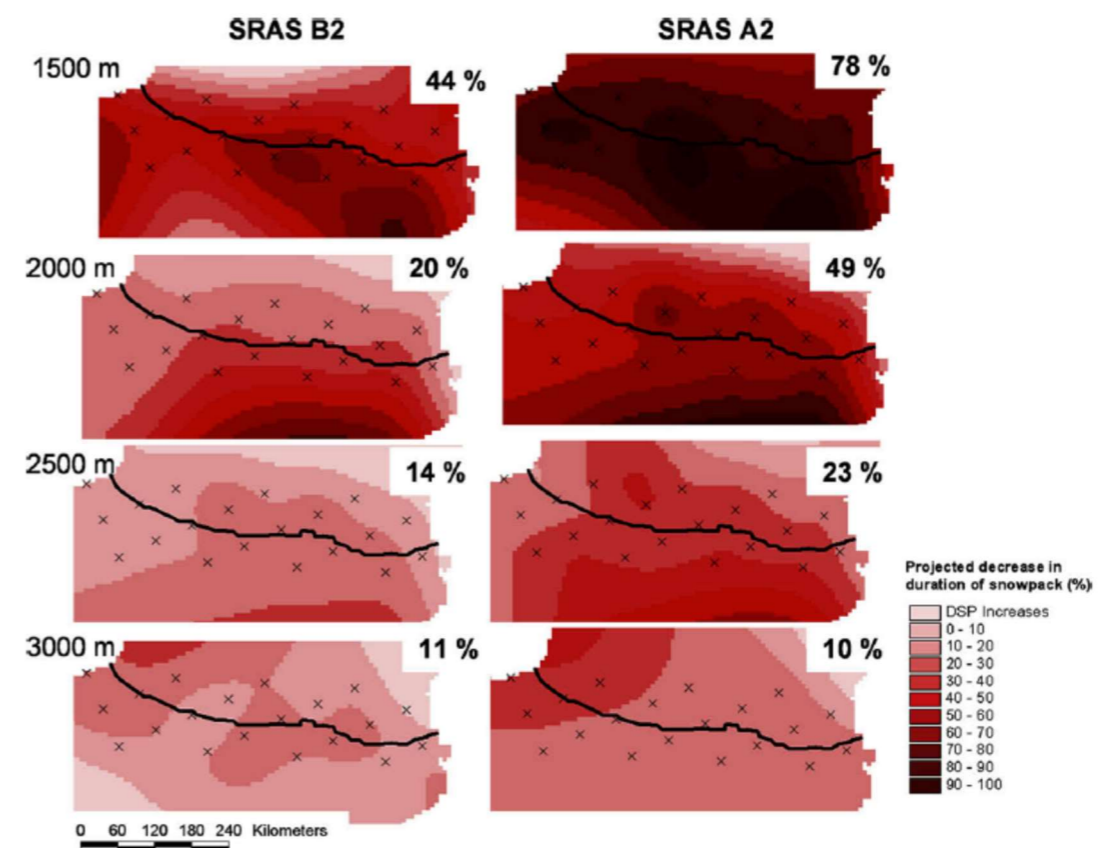 SRAS B2
SRAS A2
1500 m
44 %
78 %
2000 m
20 %
49 %
2500 m
14 %
23 %
3000 m
11 %
10 %
Projected decrease in
duration of snowpack (%)
DSP Increases
0 - 10
10 - 20
20 - 30
30 - 40
40 - 50
50 - 60
60 - 70
70 - 80
80 - 90
90 - 100
0 60 120 180 240 Kilometers